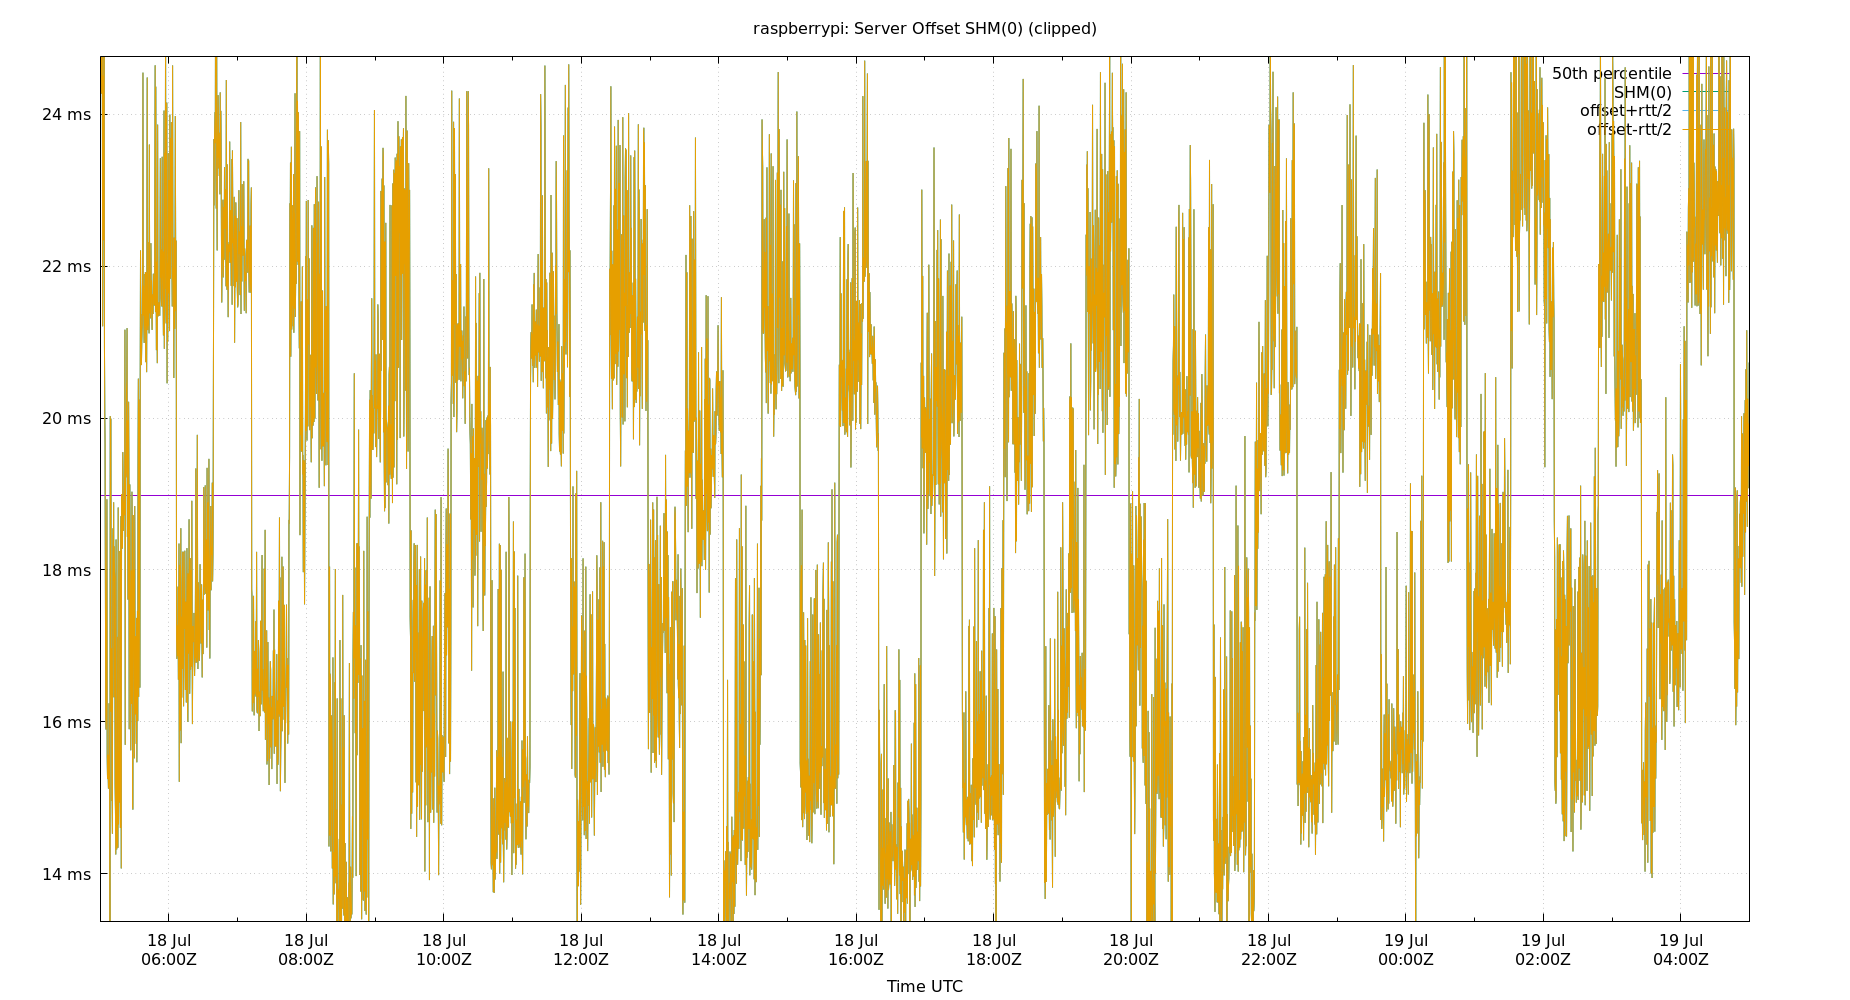 raspberrypi: Server Offset SHM(0) (clipped)
50th percentile
SHM(0)
offset+rtt/2
offset-rtt/2
24 ms
22 ms
20 ms
18 ms
16 ms
14 ms
18 Jul 18 Jul 18 Jul 18 Jul 18 Jul 18 Jul 18 Jul 18 Jul 18 Jul 19 Jul 19 Jul 19 Jul
06:00Z 08:00Z 10:00Z 12:00Z 14:00Z 16:00Z 18:00Z 20:00Z 22:00Z 00:00Z 02:00Z 04:00Z
Time UTC